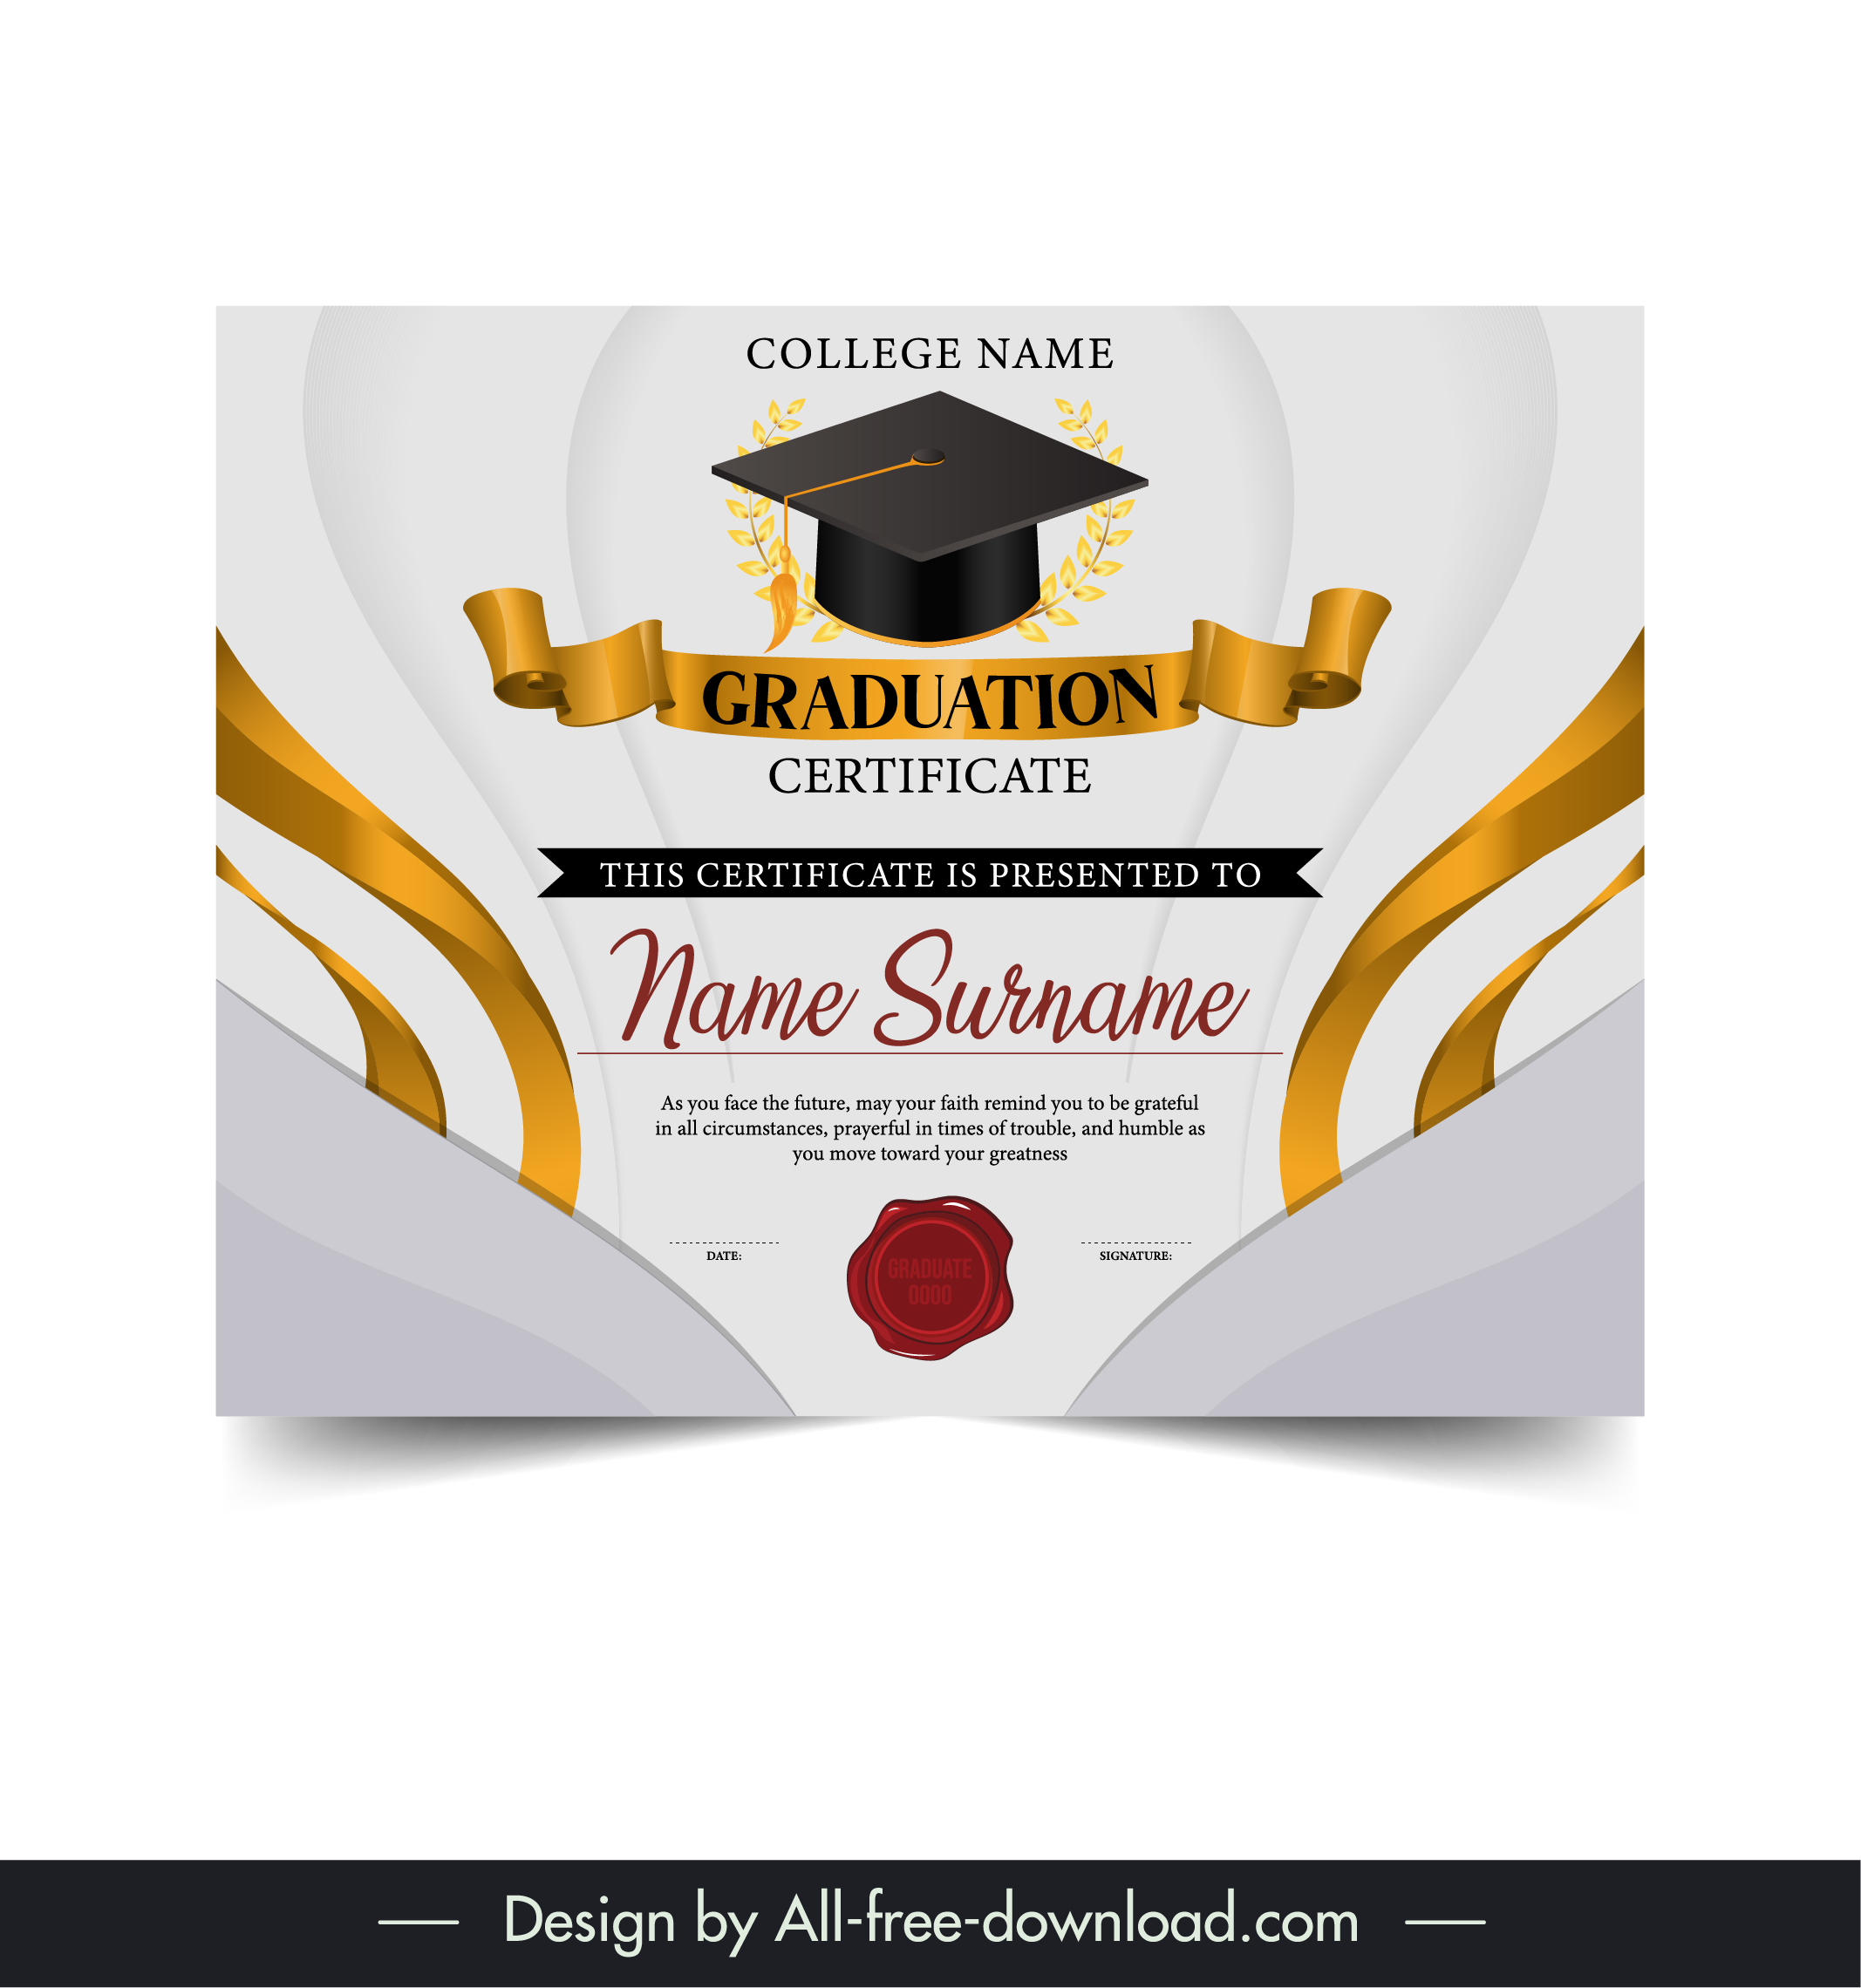 COLLEGE NAME
GRADUATION
CERTIFICATE
THIS CERTIFICATE IS PRESENTED TO
Name Surname
As you face the future, may your faith remind you to be grateful
in all circumstances, prayerful in times of trouble, and humble as
you move toward your greatness
DATE:
GRADUATE
0000
SIGNATURE:
Design by All-free-download.com